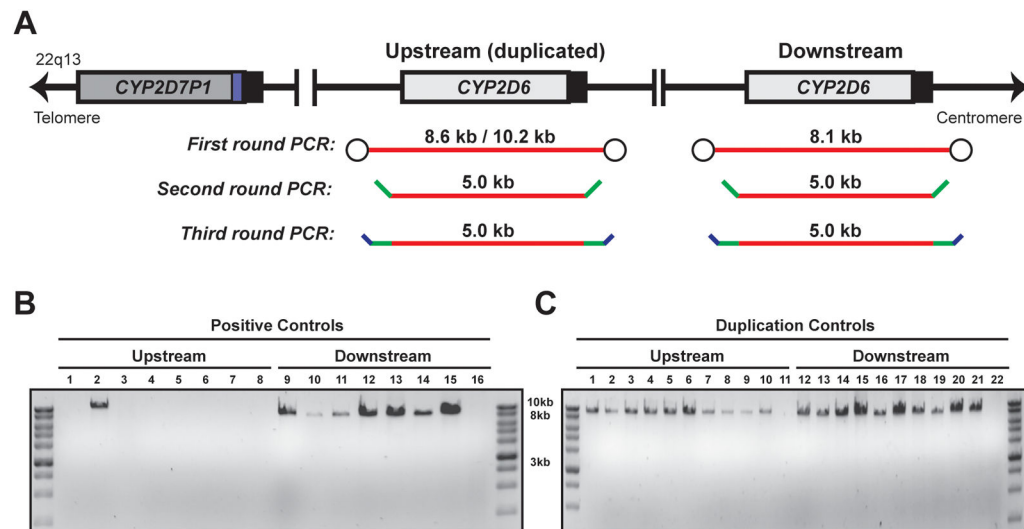 A
Upstream (duplicated) Downstream
22q13
CYP2D7P1 CYP2D6 CYP2D6
Telomere Centromere
First round PCR: 8.6 kb / 10.2 kb 8.1 kb
Second round PCR: 5.0 kb 5.0 kb
Third round PCR: 5.0 kb 5.0 kb
B
Positive Controls
Upstream Downstream
1 2 3 4 5 6 7 8 9 10 11 12 13 14 15 16
10kb
8kb
3kb
C
Duplication Controls
Upstream Downstream
1 2 3 4 5 6 7 8 9 10 11 12 13 14 15 16 17 18 19 20 21 22